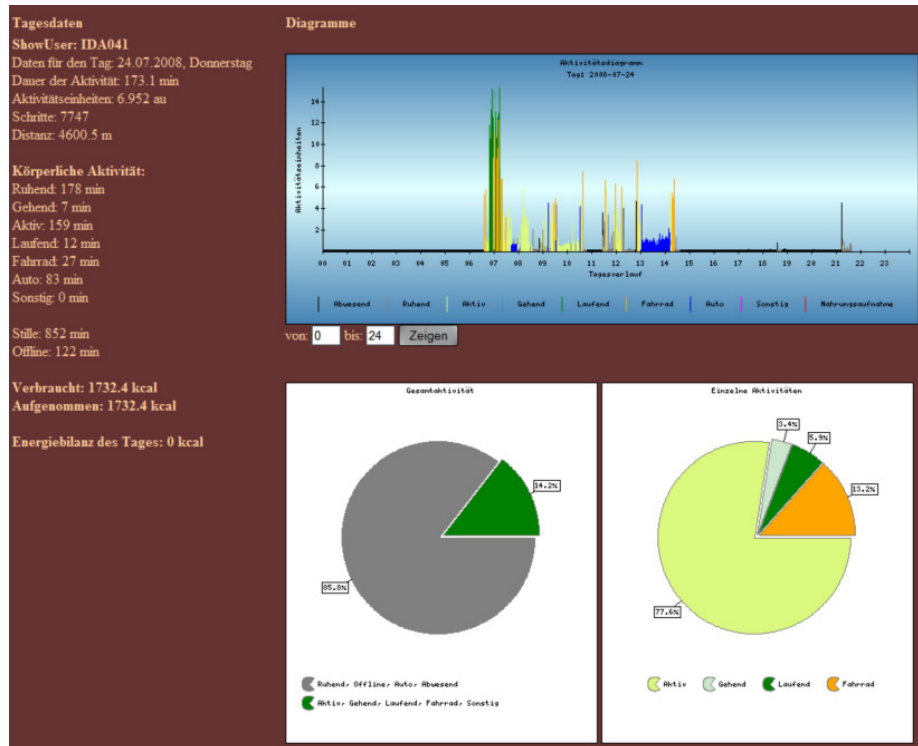 Tagesdaten
ShowUser: IDA041
Daten für den Tag: 24.07.2008, Donnerstag
Dauer der Aktivität: 173.1 min
Aktivitätseinheiten: 6.952 au
Schritte: 7747
Distanz: 4600.5 m
Körperliche Aktivität:
Ruhend: 178 min
Gehend: 7 min
Aktiv: 159 min
Laufend: 12 min
Fahrrad: 27 min
Auto: 83 min
Sonstig: 0 min
Stille: 852 min
Offline: 122 min
Verbraucht: 1732.4 kcal
Aufgenommen: 1732.4 kcal
Energiebilanz des Tages: 0 kcal
Diagramme
Aktivitätsdiagramm
Tag: 2008-07-24
Aktivitätseinheiten
14
12
10
8
6
4
2
00 01 02 03 04 05 06 07 08 09 10 11 12 13 14 15 16 17 18 19 20 21 22 23
Tagesverlauf
Abwesend Ruhend Aktiv Gehend Laufend Fahrrad Auto Sonstig Nahrungsaufnahme
von: 0 bis: 24 Zeigen
Gesamtaktivität
14.2%
85.8%
Ruhend, Offline, Auto, Abwesend
Aktiv, Gehend, Laufend, Fahrrad, Sonstig
Einzelne Aktivitäten
3.4%
5.9%
13.2%
77.6%
Aktiv Gehend Laufend Fahrrad